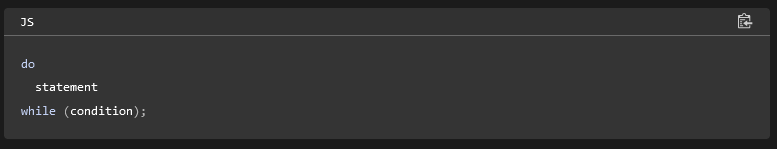 JS
do
statement
while (condition);